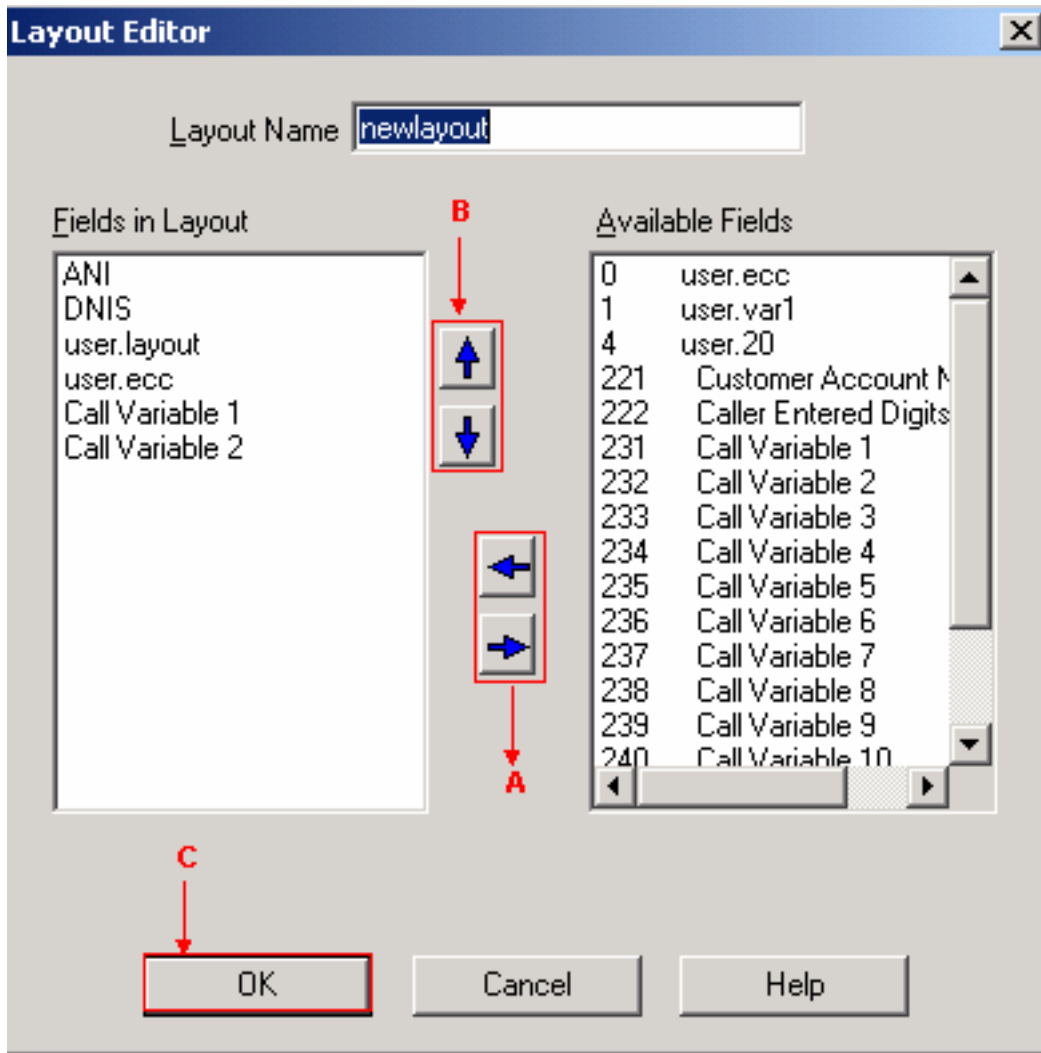 Layout Editor
Layout Name newlayout
Fields in Layout
B
Available Fields
ANI
DNIS
user.layout
user.ecc
Call Variable 1
Call Variable 2
0 user.ecc
1 user.var1
4 user.20
221 Customer Account N
222 Caller Entered Digits
231 Call Variable 1
232 Call Variable 2
233 Call Variable 3
234 Call Variable 4
235 Call Variable 5
236 Call Variable 6
237 Call Variable 7
238 Call Variable 8
239 Call Variable 9
240 Call Variable 10
A
C
OK Cancel Help